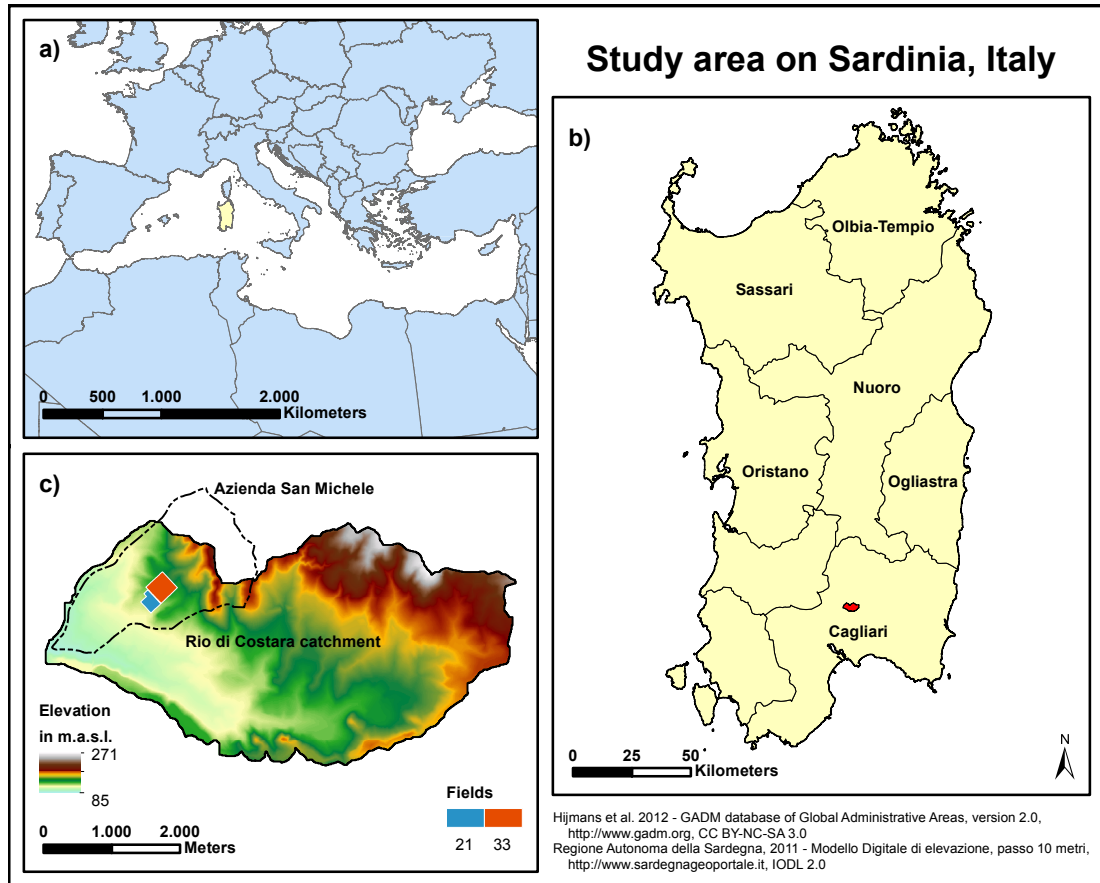 Study area on Sardinia, Italy
a)
0 500 1.000 2.000
Kilometers
b)
Olbia-Tempio
Sassari
Nuoro
Oristano
Ogliastra
Cagliari
0 25 50
Kilometers
N
c)
Azienda San Michele
Rio di Costara catchment
Elevation
in m.a.s.l.
271
85
Fields
21 33
0 1.000 2.000
Meters
Hijmans et al. 2012 - GADM database of Global Administrative Areas, version 2.0,
http://www.gadm.org, CC BY-NC-SA 3.0
Regione Autonoma della Sardegna, 2011 - Modello Digitale di elevazione, passo 10 metri,
http://www.sardegnageoportale.it, IODL 2.0